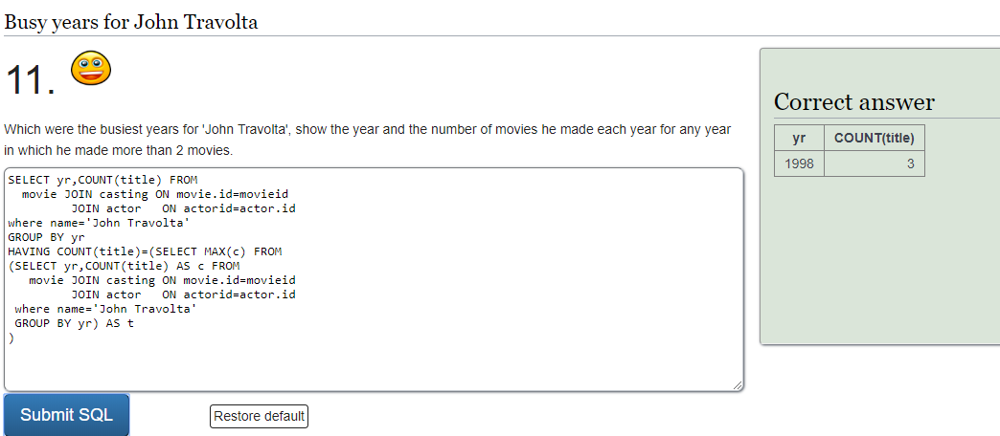 Busy years for John Travolta
11.
Which were the busiest years for 'John Travolta', show the year and the number of movies he made each year for any year
in which he made more than 2 movies.
SELECT yr,COUNT(title) FROM
  movie JOIN casting ON movie.id=movieid
         JOIN actor   ON actorid=actor.id
where name='John Travolta'
GROUP BY yr
HAVING COUNT(title)=(SELECT MAX(c) FROM
(SELECT yr,COUNT(title) AS c FROM
   movie JOIN casting ON movie.id=movieid
         JOIN actor   ON actorid=actor.id
 where name='John Travolta'
 GROUP BY yr) AS t
)
Submit SQL
Restore default
Correct answer
yr COUNT(title)
1998 3